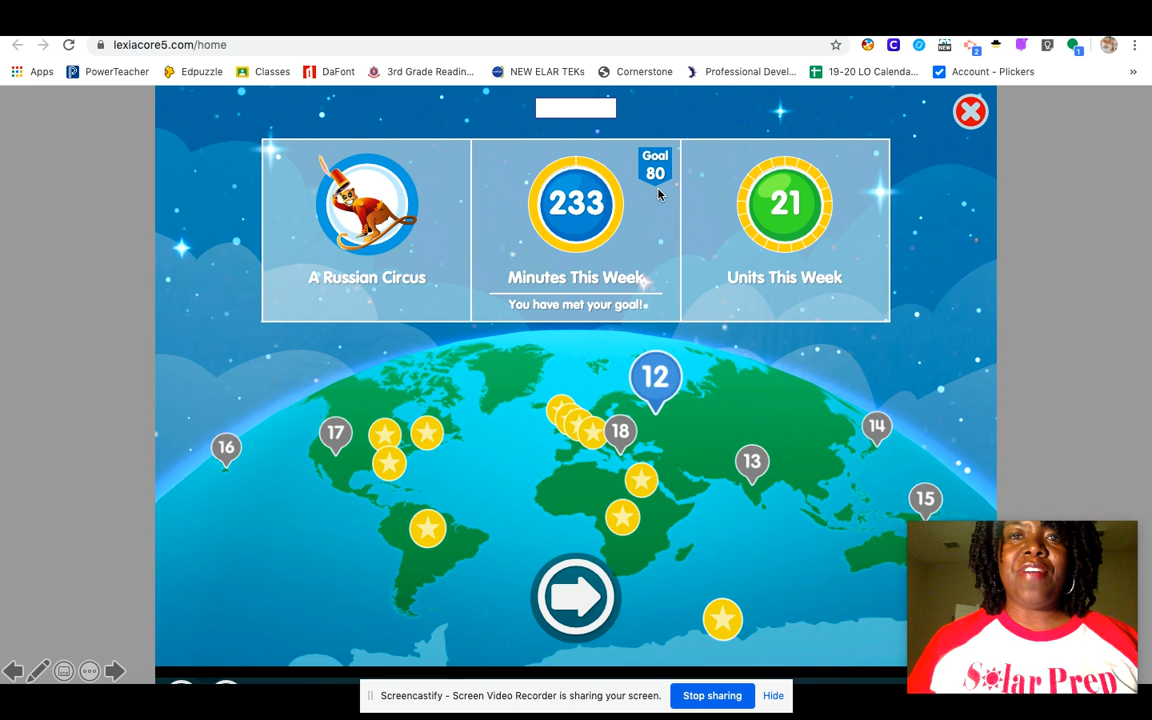 lexiacore5.com/home
2
NEW
1
Apps
PowerTeacher
Edpuzzle
Classes
DaFont
3rd Grade Readin...
NEW ELAR TEKs
Cornerstone
Professional Devel...
19-20 LO Calenda...
Account - Plickers
»
Goal
80
233
21
A Russian Circus
Minutes This Week
Units This Week
You have met your goal!
12
17
18
14
16
13
15
Solar Prep
Screencastify - Screen Video Recorder is sharing your screen.
Stop sharing
Hide